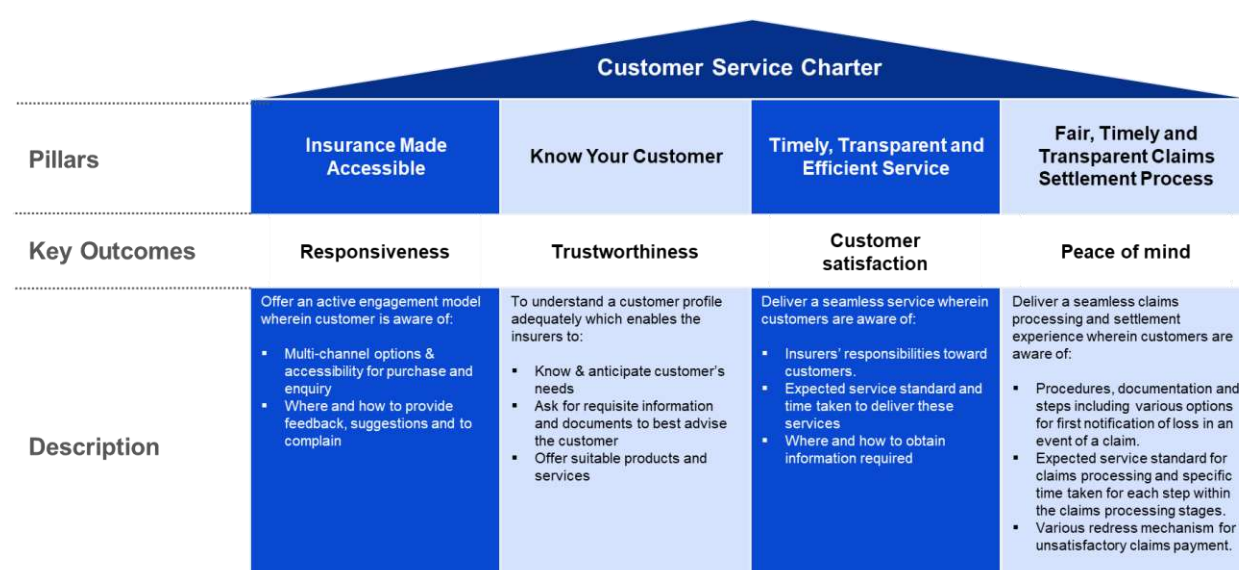 Customer Service Charter
Pillars
Insurance Made
Accessible
Know Your Customer
Timely, Transparent and
Efficient Service
Fair, Timely and
Transparent Claims
Settlement Process
Key Outcomes
Responsiveness
Trustworthiness
Customer
satisfaction
Peace of mind
Description
Offer an active engagement model
wherein customer is aware of:
▪ Multi-channel options &
accessibility for purchase and
enquiry
▪ Where and how to provide
feedback, suggestions and to
complain
To understand a customer profile
adequately which enables the
insurers to:
▪ Know & anticipate customer's
needs
▪ Ask for requisite information
and documents to best advise
the customer
▪ Offer suitable products and
services
Deliver a seamless service wherein
customers are aware of:
▪ Insurers' responsibilities toward
customers.
▪ Expected service standard and
time taken to deliver these
services
▪ Where and how to obtain
information required
Deliver a seamless claims
processing and settlement
experience wherein customers are
aware of:
▪ Procedures, documentation and
steps including various options
for first notification of loss in an
event of a claim.
▪ Expected service standard for
claims processing and specific
time taken for each step within
the claims processing stages.
▪ Various redress mechanism for
unsatisfactory claims payment.